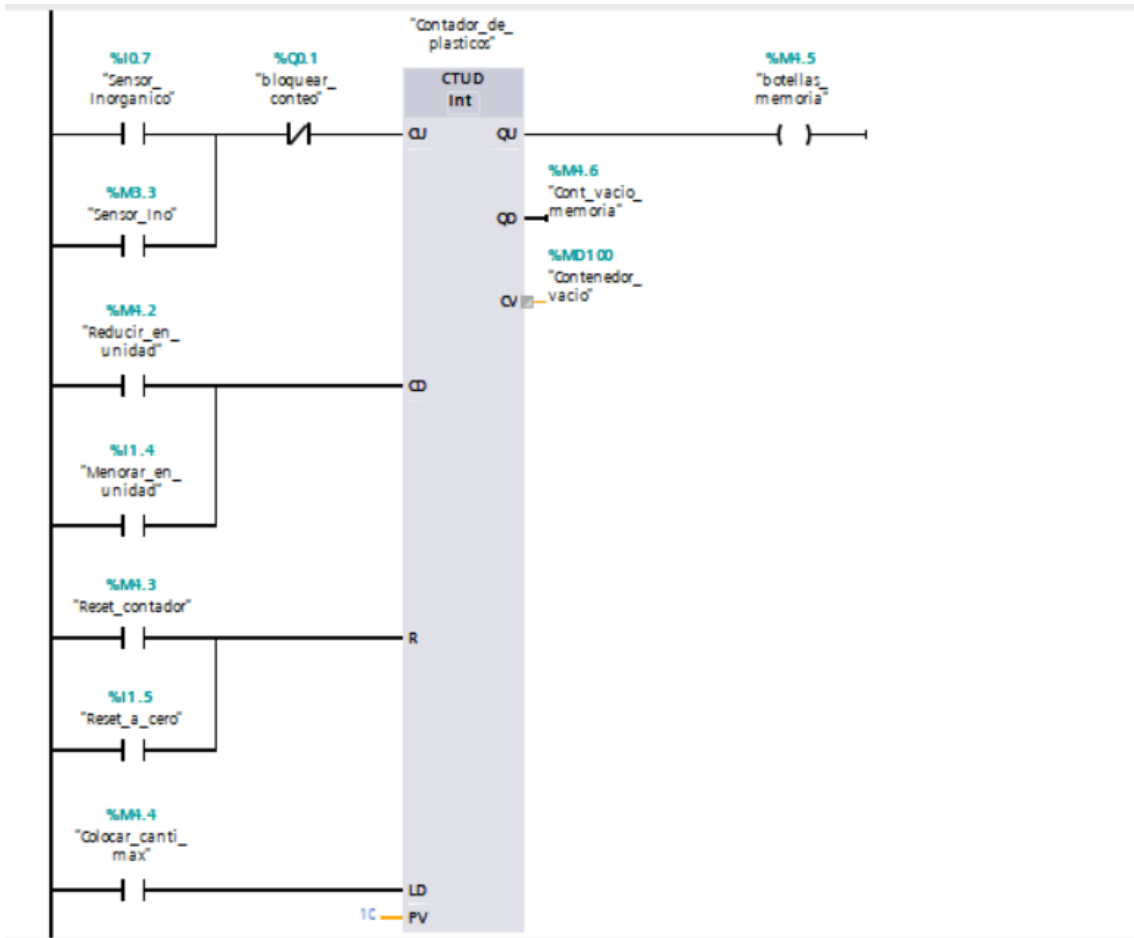 "Contador_de_
plasticos"
%I0.7
"Sensor_
Inorganico"
%Q0.1
"bloquear_
conteo"
CTUD
Int
%M4.5
"botellas_
memoria"
CU
QU
%M3.3
"Sensor_Ino"
%M4.6
"Cont_vacio_
memoria"
QD
%MD100
"Contenedor_
vacio"
CV
%M4.2
"Reducir_en_
unidad"
CD
%I1.4
"Menorar_en_
unidad"
%M4.3
"Reset_contador"
R
%I1.5
"Reset_a_cero"
%M4.4
"Colocar_canti_
max"
LD
PV